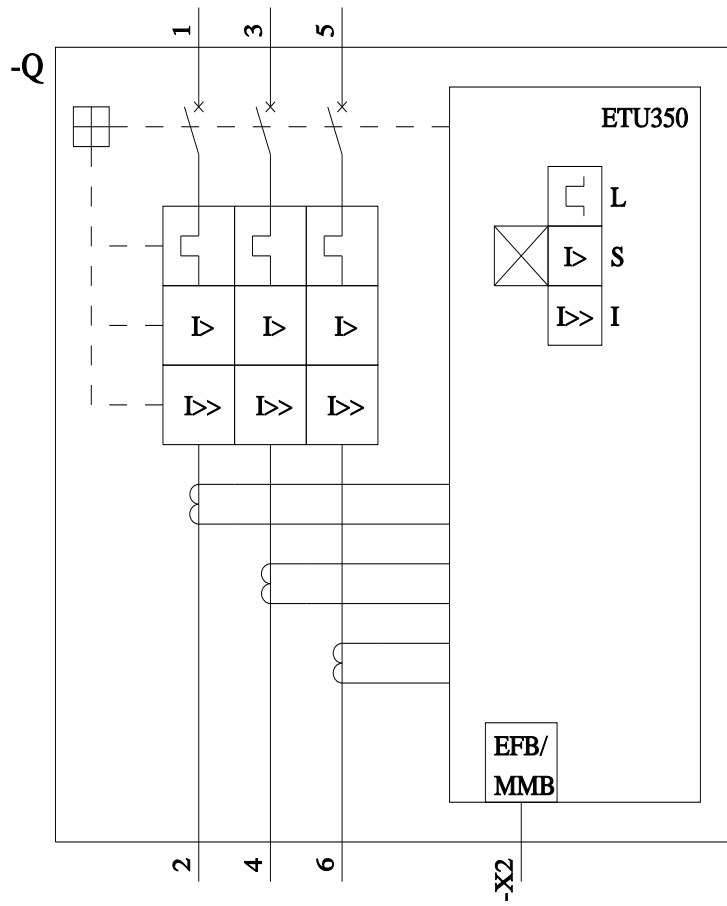 1 3 5
-Q
ETU350
L
I> I> I> I> S
I>> I>> I>> I>> I
EFB/
MMB
2 4 6 -X2